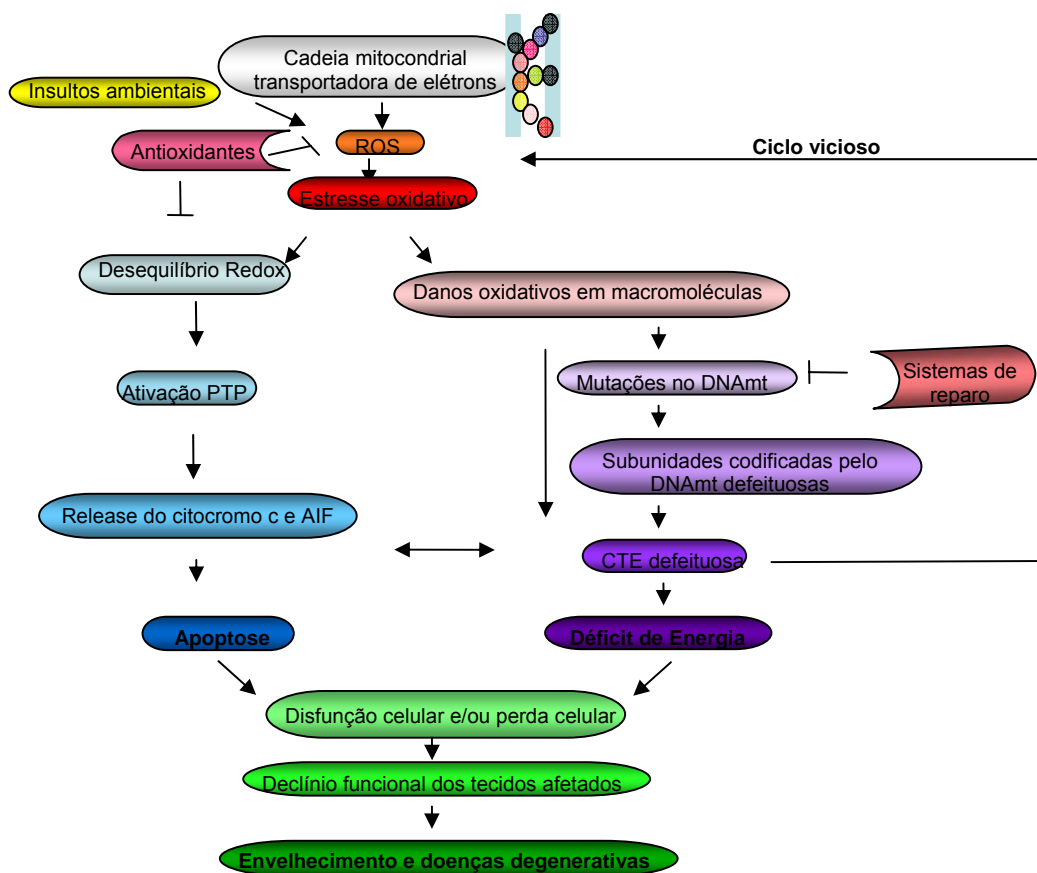 Cadeia mitocondrial
transportadora de elétrons
Insultos ambientais
Antioxidantes
ROS
Ciclo vicioso
Estresse oxidativo
Desequilíbrio Redox
Danos oxidativos em macromoléculas
Ativação PTP
Mutações no DNAmt
Sistemas de
reparo
Subunidades codificadas pelo
DNAmt defeituosas
Release do citocromo c e AIF
CTE defeituosa
Apoptose
Déficit de Energia
Disfunção celular e/ou perda celular
Declínio funcional dos tecidos afetados
Envelhecimento e doenças degenerativas